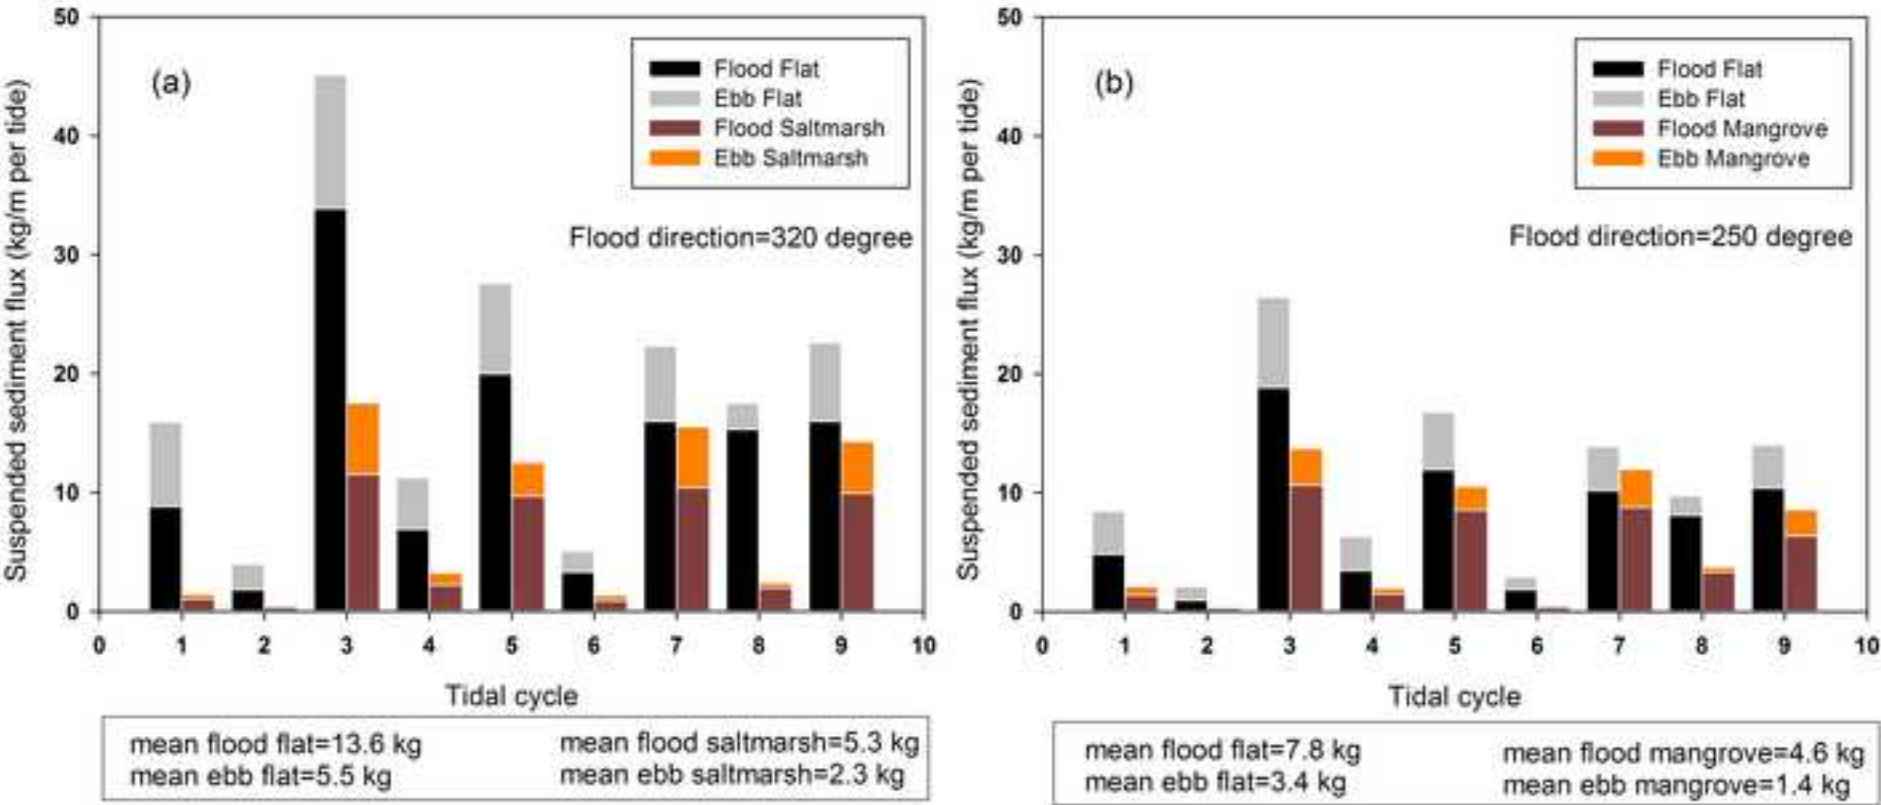 (a)
Flood Flat
Ebb Flat
Flood Saltmarsh
Ebb Saltmarsh
Flood direction=320 degree
Suspended sediment flux (kg/m per tide)
50
40
30
20
10
0
0 1 2 3 4 5 6 7 8 9 10
Tidal cycle
mean flood flat=13.6 kg mean flood saltmarsh=5.3 kg
mean ebb flat=5.5 kg mean ebb saltmarsh=2.3 kg
(b)
Flood Flat
Ebb Flat
Flood Mangrove
Ebb Mangrove
Flood direction=250 degree
Suspended sediment flux (kg/m per tide)
50
40
30
20
10
0
0 1 2 3 4 5 6 7 8 9 10
Tidal cycle
mean flood flat=7.8 kg mean flood mangrove=4.6 kg
mean ebb flat=3.4 kg mean ebb mangrove=1.4 kg